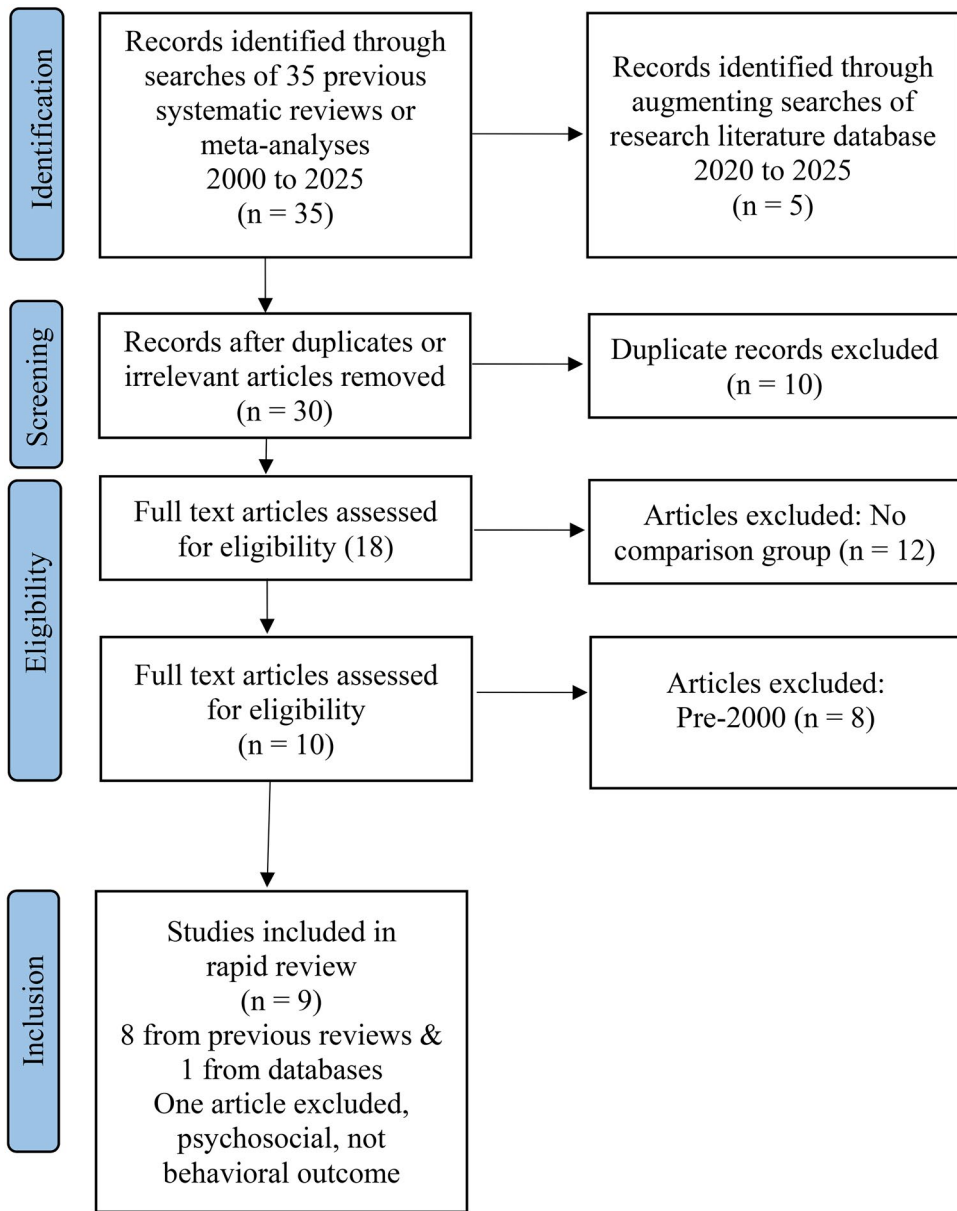 Identification
Records identified through
searches of 35 previous
systematic reviews or
meta-analyses
2000 to 2025
(n = 35)
Records identified through
augmenting searches of
research literature database
2020 to 2025
(n = 5)
Screening
Records after duplicates or
irrelevant articles removed
(n = 30)
Duplicate records excluded
(n = 10)
Eligibility
Full text articles assessed
for eligibility (18)
Articles excluded: No
comparison group (n = 12)
Full text articles assessed
for eligibility
(n = 10)
Articles excluded:
Pre-2000 (n = 8)
Inclusion
Studies included in
rapid review
(n = 9)
8 from previous reviews &
1 from databases
One article excluded,
psychosocial, not
behavioral outcome